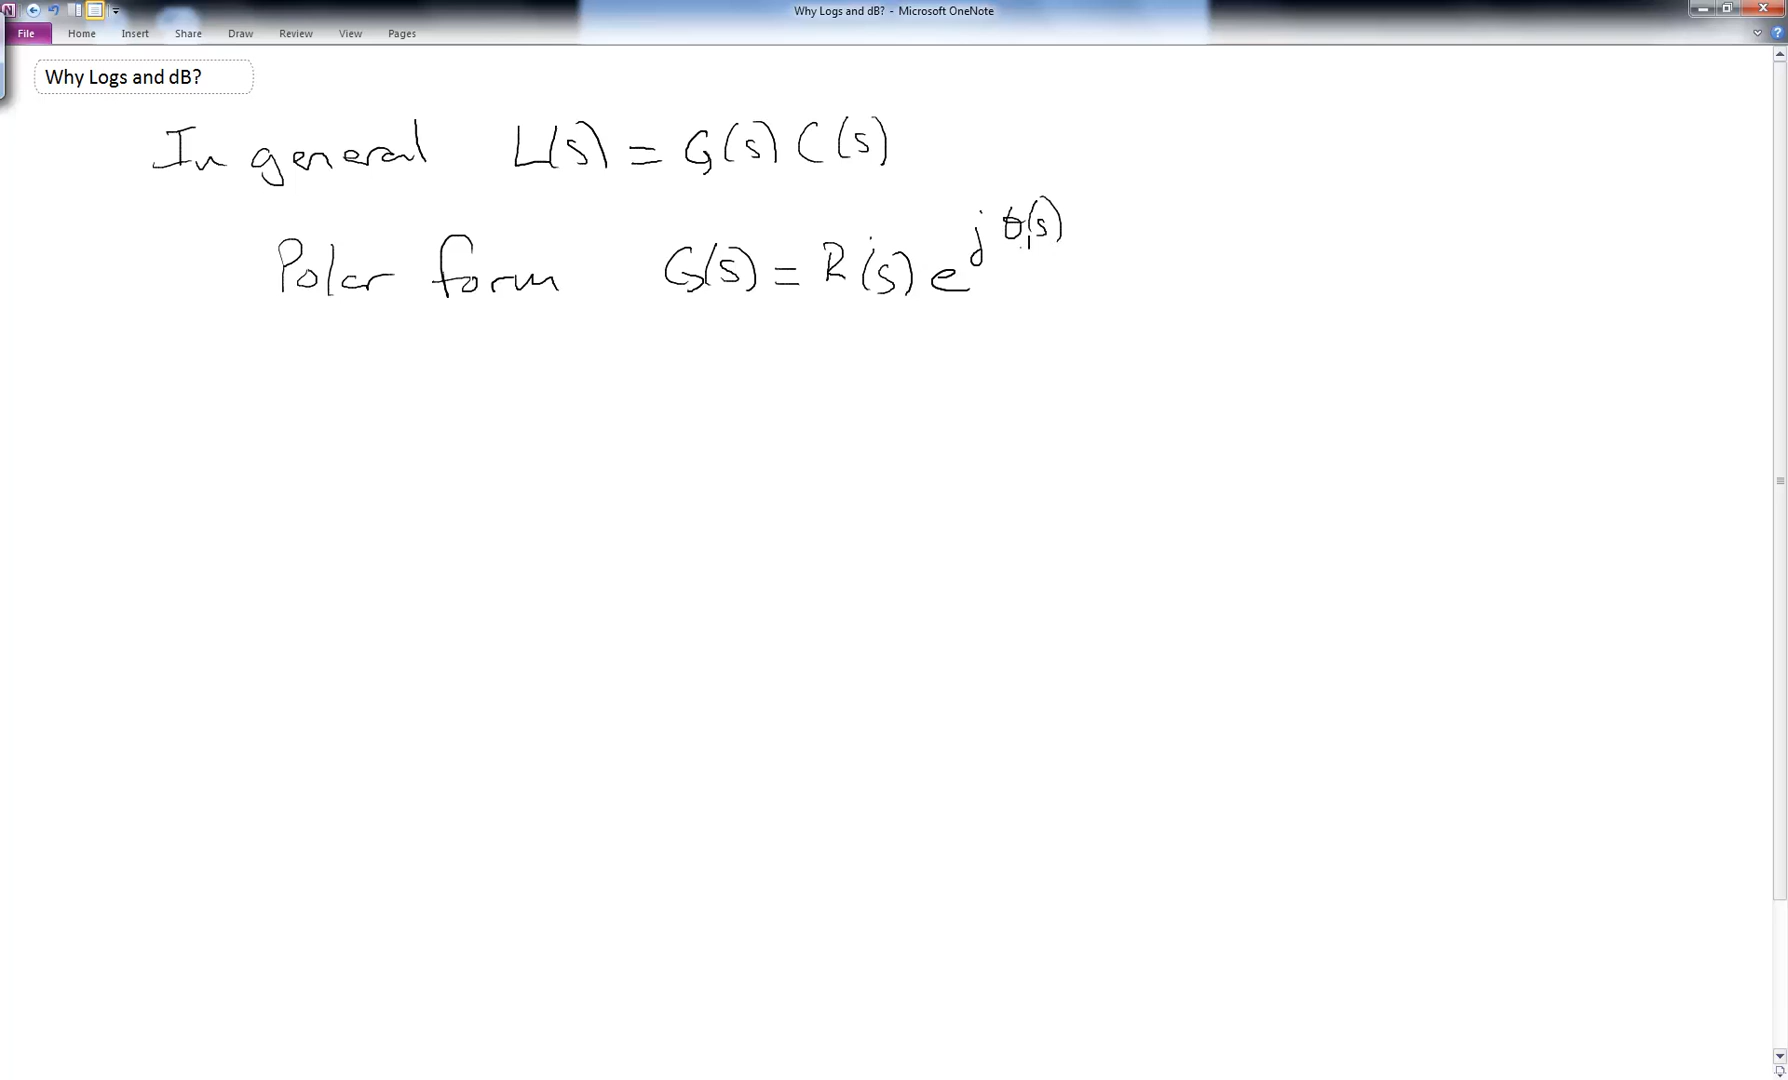 Why Logs and dB? - Microsoft OneNote
File Home Insert Share Draw Review View Pages
Why Logs and dB?
In general L(s) = G(s) C(s)
Polar form G(s) = R(s) e^{jθ₁(s)}